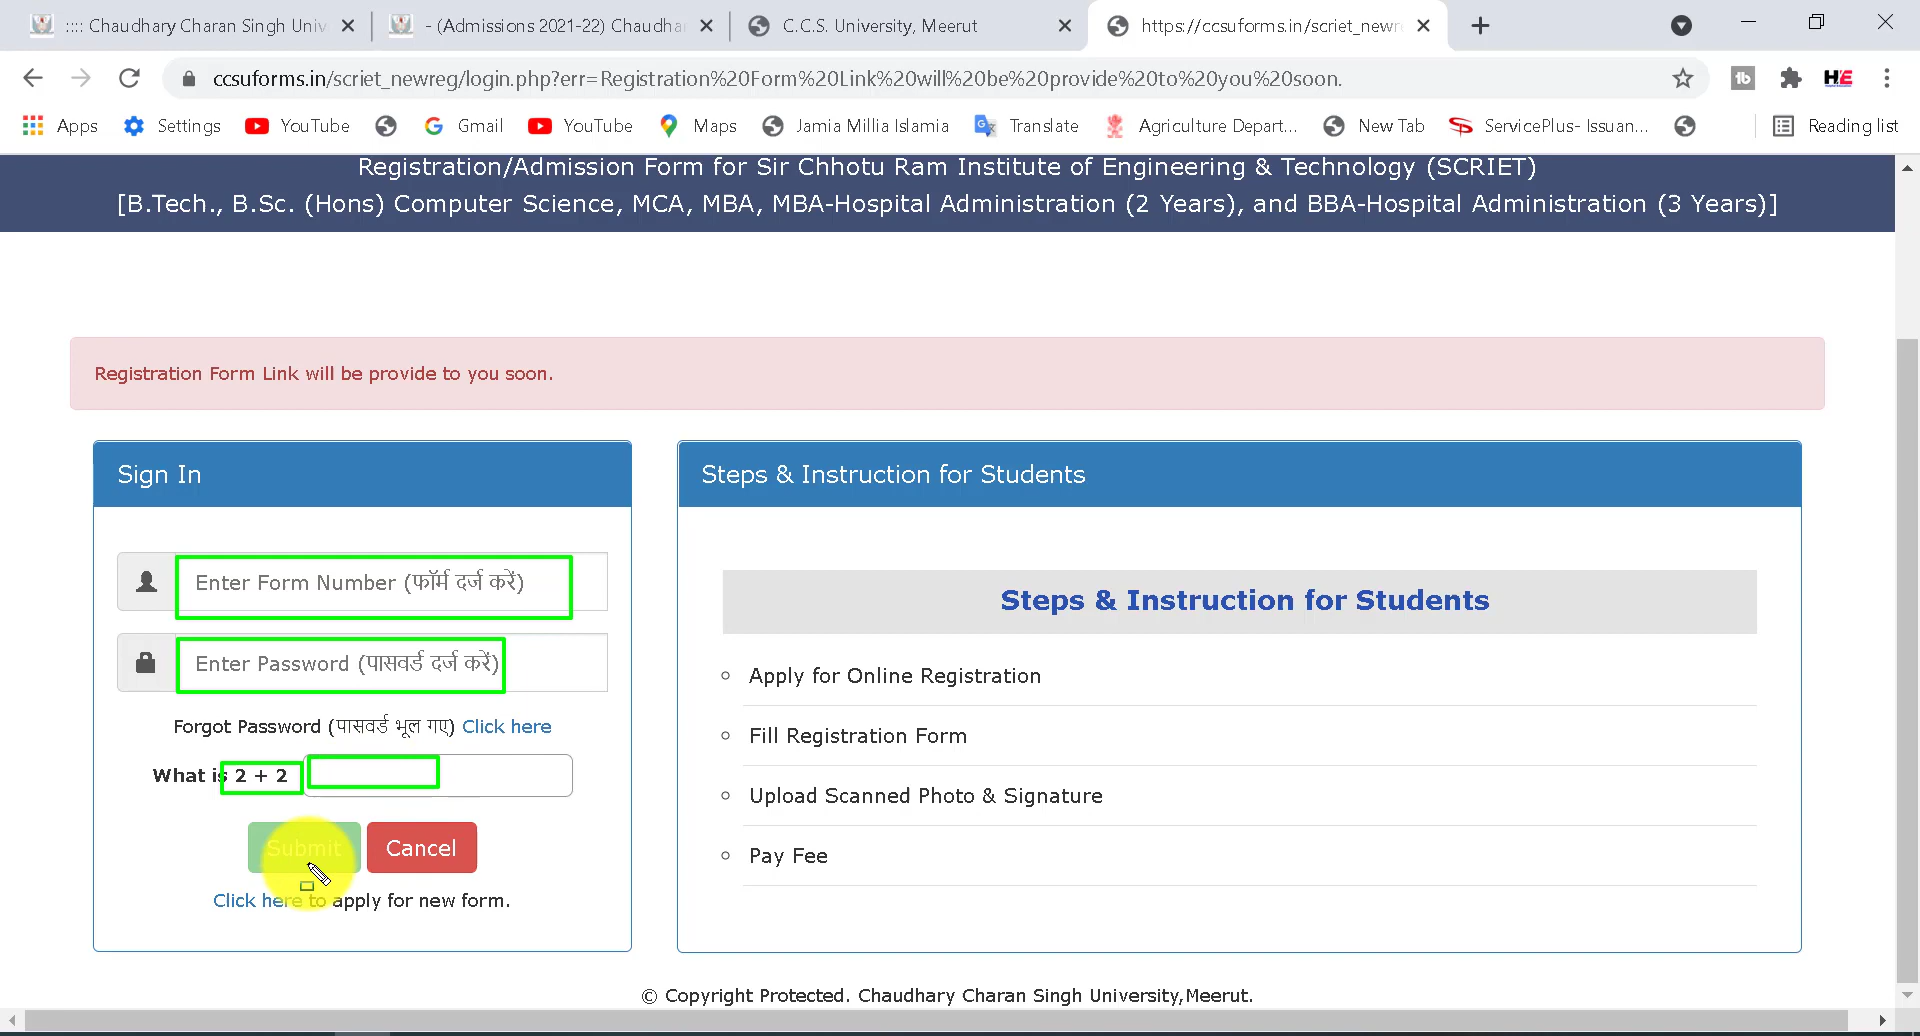 :::: Chaudhary Charan Singh Univ
- (Admissions 2021-22) Chaudhar
C.C.S. University, Meerut
https://ccsuforms.in/scriet_newre
ccsuforms.in/scriet_newreg/login.php?err=Registration%20Form%20Link%20will%20be%20provide%20to%20you%20soon.
Apps Settings YouTube Gmail YouTube Maps Jamia Millia Islamia Translate Agriculture Depart... New Tab ServicePlus- Issuan... Reading list
Registration/Admission Form for Sir Chhotu Ram Institute of Engineering & Technology (SCRIET)
[B.Tech., B.Sc. (Hons) Computer Science, MCA, MBA, MBA-Hospital Administration (2 Years), and BBA-Hospital Administration (3 Years)]
Registration Form Link will be provide to you soon.
Sign In
Enter Form Number (फॉर्म दर्ज करें)
Enter Password (पासवर्ड दर्ज करें)
Forgot Password (पासवर्ड भूल गए) Click here
What is 2 + 2
Submit Cancel
Click here to apply for new form.
Steps & Instruction for Students
Steps & Instruction for Students
Apply for Online Registration
Fill Registration Form
Upload Scanned Photo & Signature
Pay Fee
© Copyright Protected. Chaudhary Charan Singh University,Meerut.